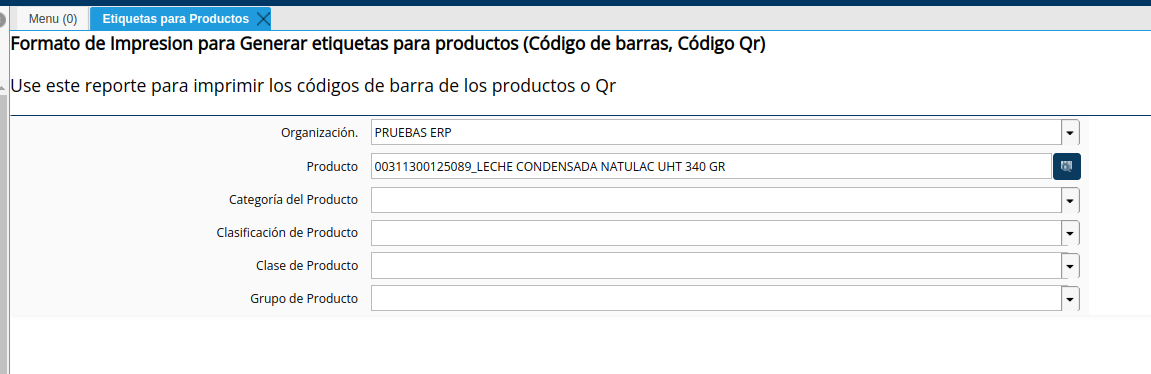 Menu (0)
Etiquetas para Productos
Formato de Impresion para Generar etiquetas para productos (Código de barras, Código Qr)
Use este reporte para imprimir los códigos de barra de los productos o Qr
Organización. PRUEBAS ERP
Producto 00311300125089_LECHE CONDENSADA NATULAC UHT 340 GR
Categoría del Producto
Clasificación de Producto
Clase de Producto
Grupo de Producto